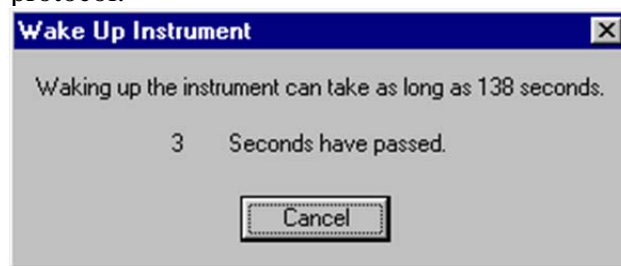 protocol.
Wake Up Instrument
Waking up the instrument can take as long as 138 seconds.
3 Seconds have passed.
Cancel